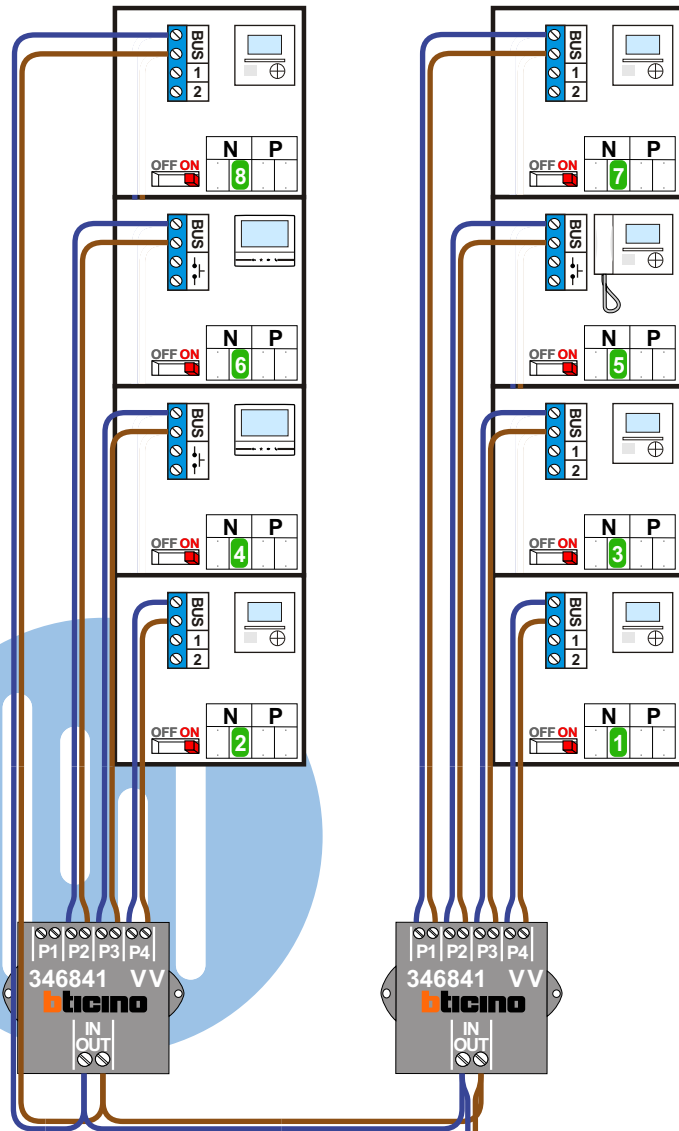 BUS
1
2
N P
OFF ON
8
BUS
1
2
N P
OFF ON
7
BUS
N P
OFF ON
6
BUS
N P
OFF ON
5
BUS
N P
OFF ON
4
BUS
1
2
N P
OFF ON
3
BUS
1
2
N P
OFF ON
2
BUS
1
2
N P
OFF ON
1
P1 P2 P3 P4
346841 VV
bticino
IN
OUT
P1 P2 P3 P4
346841 VV
bticino
IN
OUT